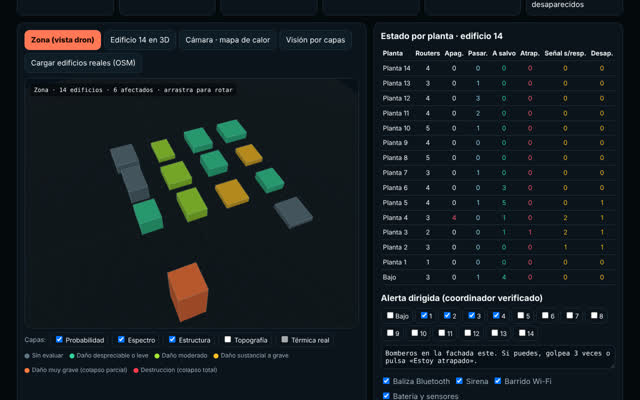 desaparecidos
Zona (vista dron)
Edificio 14 en 3D
Cámara · mapa de calor
Visión por capas
Cargar edificios reales (OSM)
Zona · 14 edificios · 6 afectados · arrastra para rotar
Capas:
Probabilidad
Espectro
Estructura
Topografía
Térmica real
Sin evaluar
Daño despreciable o leve
Daño moderado
Daño sustancial a grave
Daño muy grave (colapso parcial)
Destruccion (colapso total)
Estado por planta · edificio 14
Planta Routers Apag. Pasar. A salvo Atrap. Señal s/resp. Desap.
Planta 14 4 0 0 0 0 0 0
Planta 13 3 0 1 0 0 0 0
Planta 12 4 0 3 0 0 0 0
Planta 11 4 0 2 0 0 0 0
Planta 10 5 0 1 0 0 0 0
Planta 9 4 0 0 0 0 0 0
Planta 8 5 0 0 0 0 0 0
Planta 7 3 0 1 0 0 0 0
Planta 6 4 0 0 3 0 0 0
Planta 5 4 0 1 5 0 0 1
Planta 4 3 4 0 1 0 2 1
Planta 3 2 0 0 1 1 2 1
Planta 2 3 0 0 0 0 1 1
Planta 1 1 0 0 0 0 0 0
Bajo 3 0 1 4 0 0 0
Alerta dirigida (coordinador verificado)
Bajo 1 2 3 4 5 6 7 8
9 10 11 12 13 14
Bomberos en la fachada este. Si puedes, golpea 3 veces o
pulsa «Estoy atrapado».
Baliza Bluetooth
Sirena
Barrido Wi-Fi
Batería y sensores